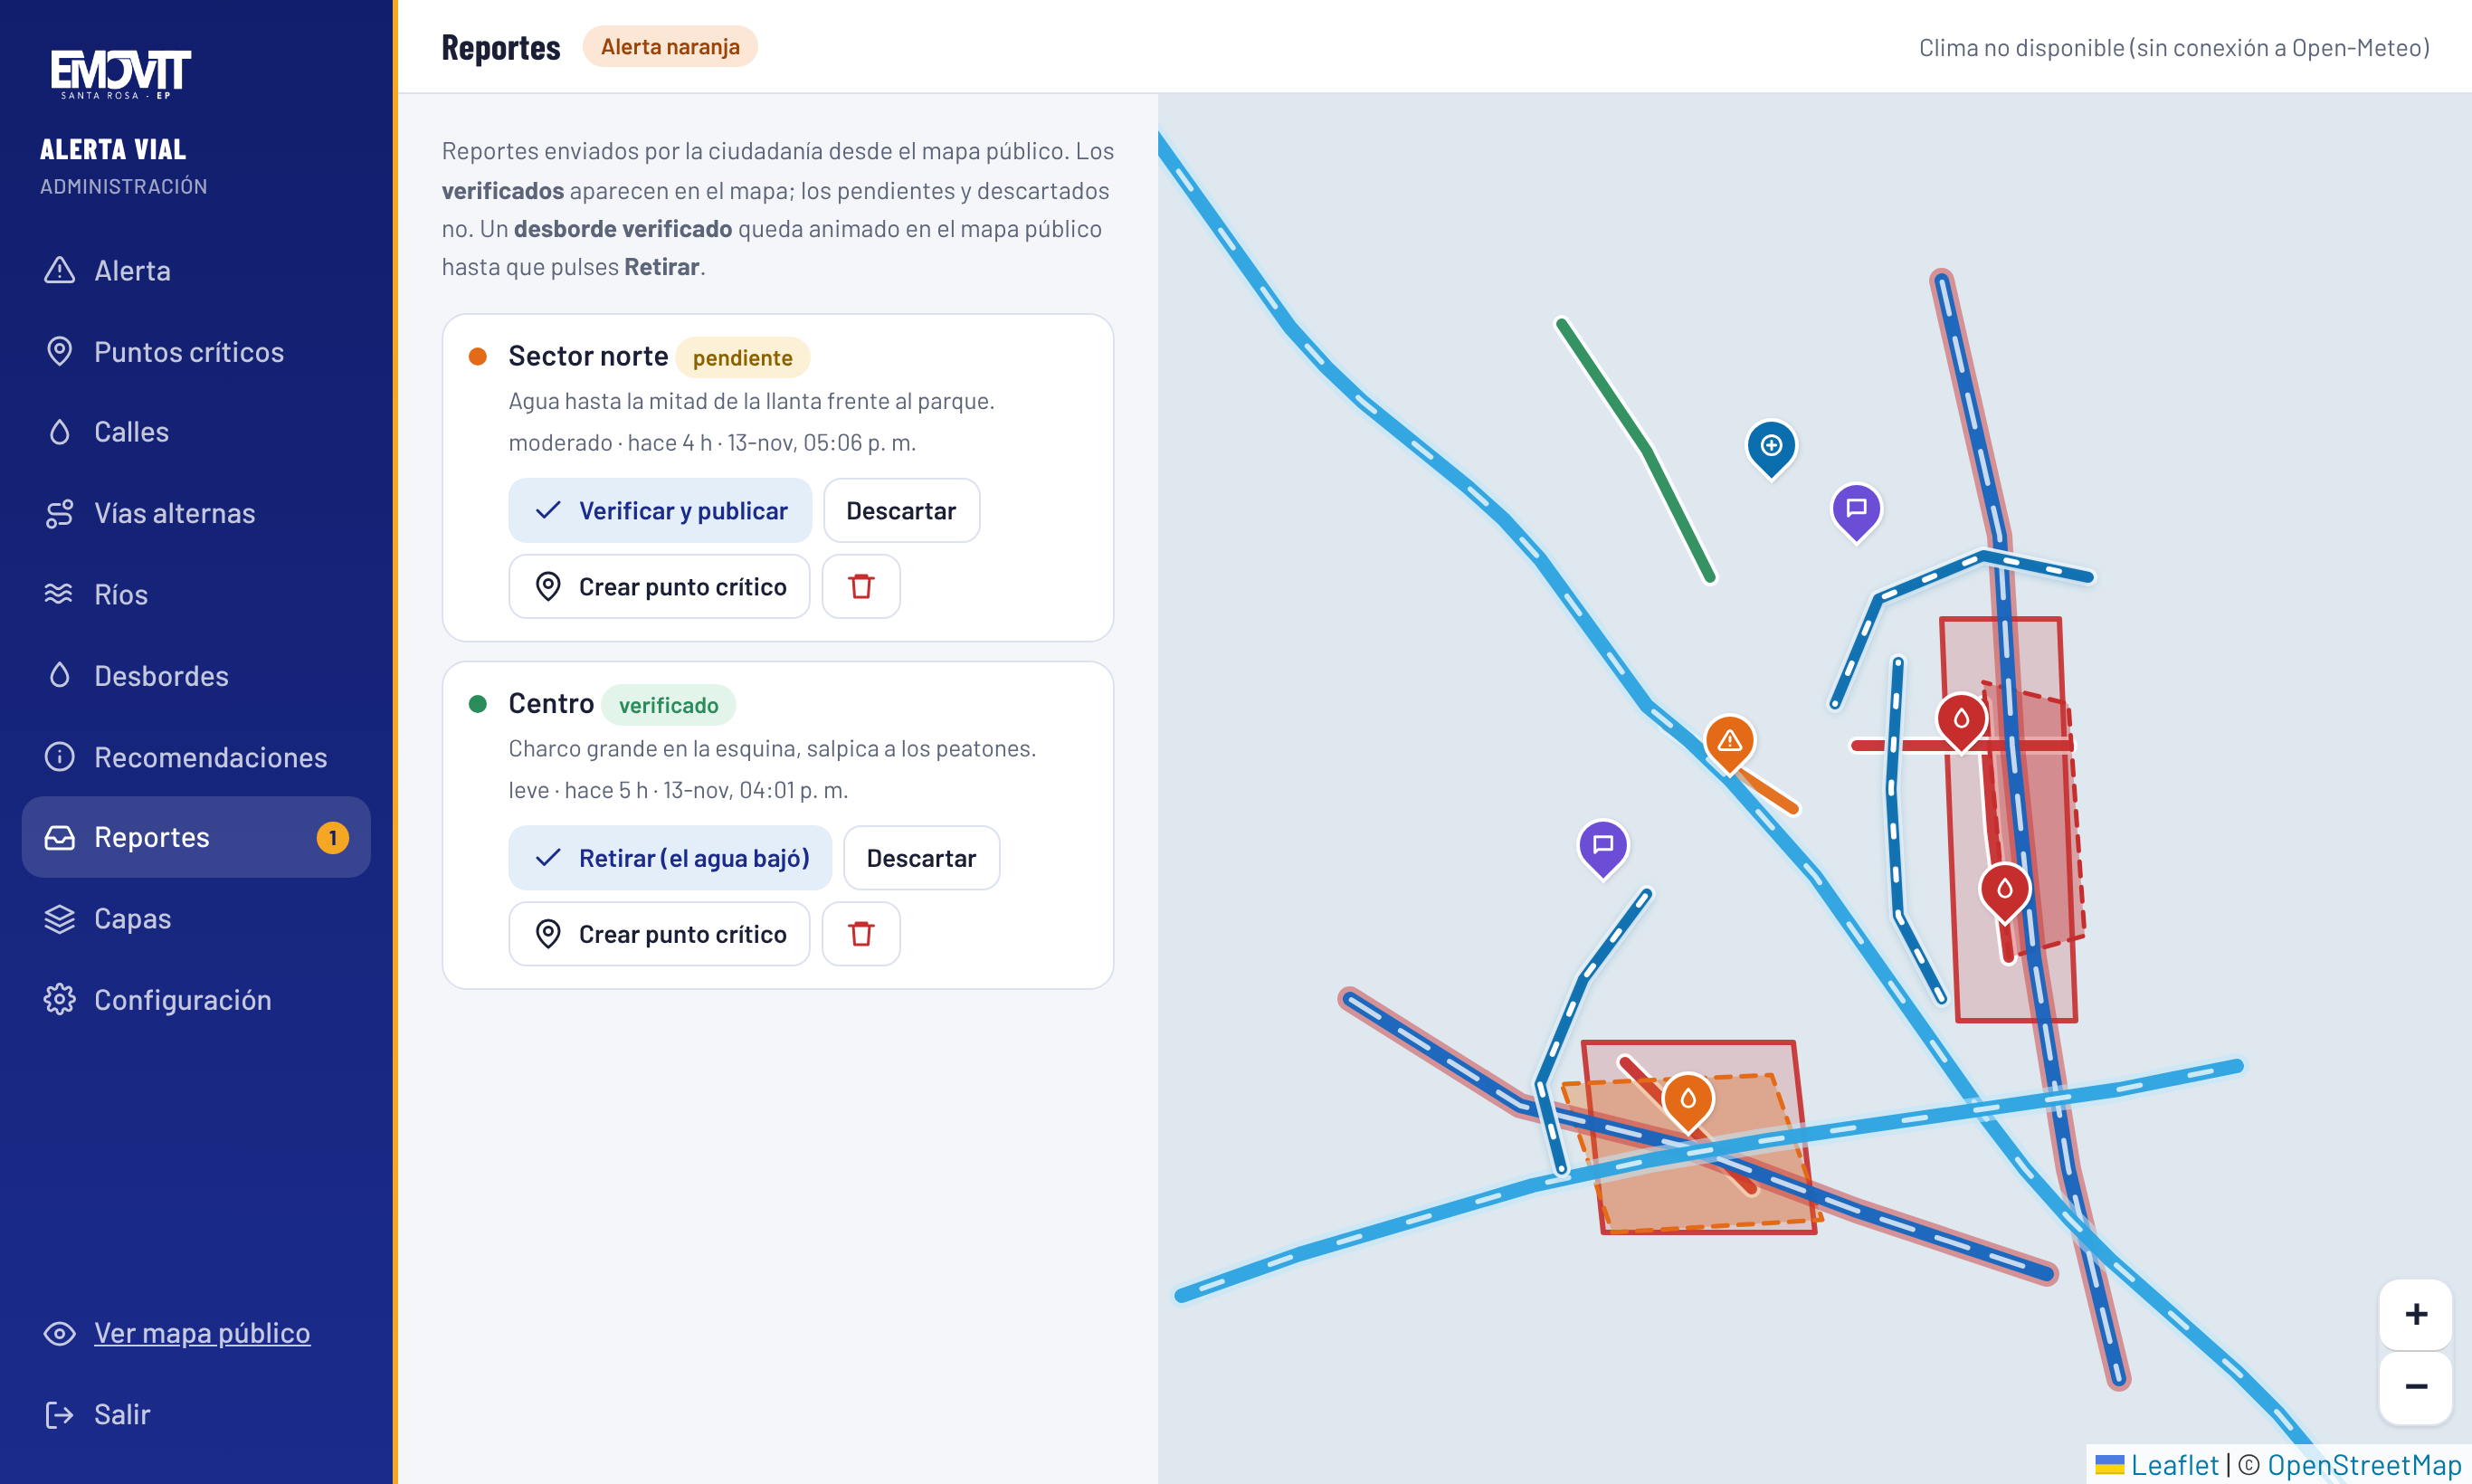 EMOVTT
SANTA ROSA - EP
ALERTA VIAL
ADMINISTRACIÓN
Alerta
Puntos críticos
Calles
Vías alternas
Ríos
Desbordes
Recomendaciones
Reportes 1
Capas
Configuración
Ver mapa público
Salir
Reportes Alerta naranja
Clima no disponible (sin conexión a Open-Meteo)
Reportes enviados por la ciudadanía desde el mapa público. Los
verificados aparecen en el mapa; los pendientes y descartados
no. Un desborde verificado queda animado en el mapa público
hasta que pulses Retirar.
Sector norte pendiente
Agua hasta la mitad de la llanta frente al parque.
moderado · hace 4 h · 13-nov, 05:06 p. m.
Verificar y publicar Descartar
Crear punto crítico
Centro verificado
Charco grande en la esquina, salpica a los peatones.
leve · hace 5 h · 13-nov, 04:01 p. m.
Retirar (el agua bajó) Descartar
Crear punto crítico
+
−
Leaflet | © OpenStreetMap